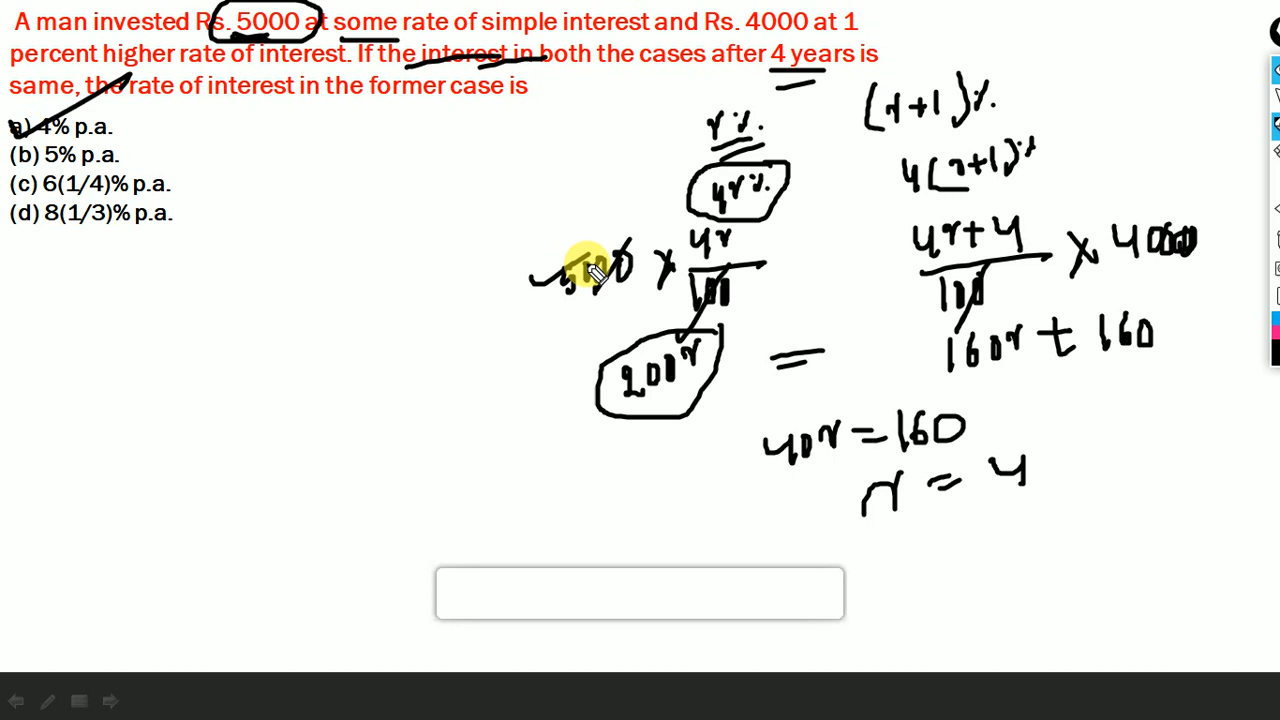 A man invested Rs. 5000 at some rate of simple interest and Rs. 4000 at 1
percent higher rate of interest. If the interest in both the cases after 4 years is
same, the rate of interest in the former case is
a) 4% p.a.
(b) 5% p.a.
(c) 6(1/4)% p.a.
(d) 8(1/3)% p.a.
r%. (r+1)%.
4r%. 4(r+1)%
5000 × 4r/100 4r+4/100 × 4000
200r = 160r + 160
40r = 160
r = 4